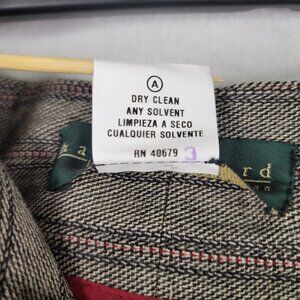 A
DRY CLEAN
ANY SOLVENT
LIMPIEZA A SECO
CUALQUIER SOLVENTE
RN 40679 3